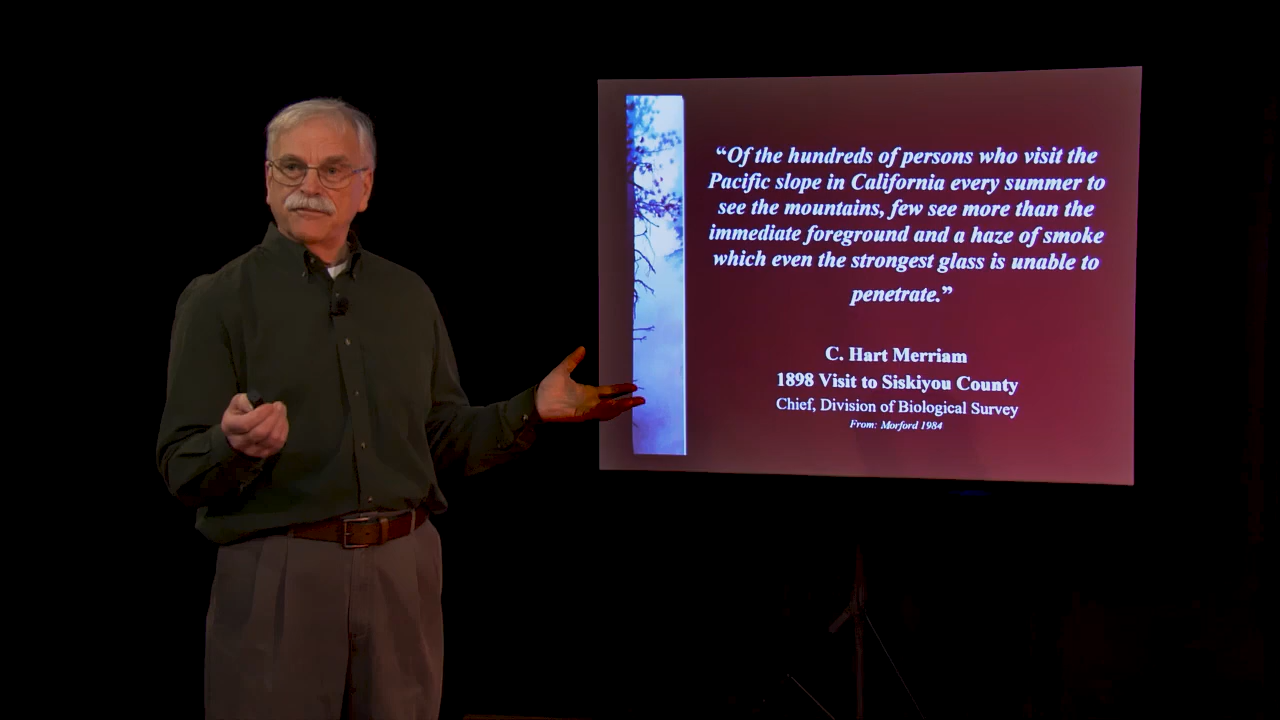 “Of the hundreds of persons who visit the
Pacific slope in California every summer to
see the mountains, few see more than the
immediate foreground and a haze of smoke
which even the strongest glass is unable to
penetrate.”
C. Hart Merriam
1898 Visit to Siskiyou County
Chief, Division of Biological Survey
From: Morford 1984